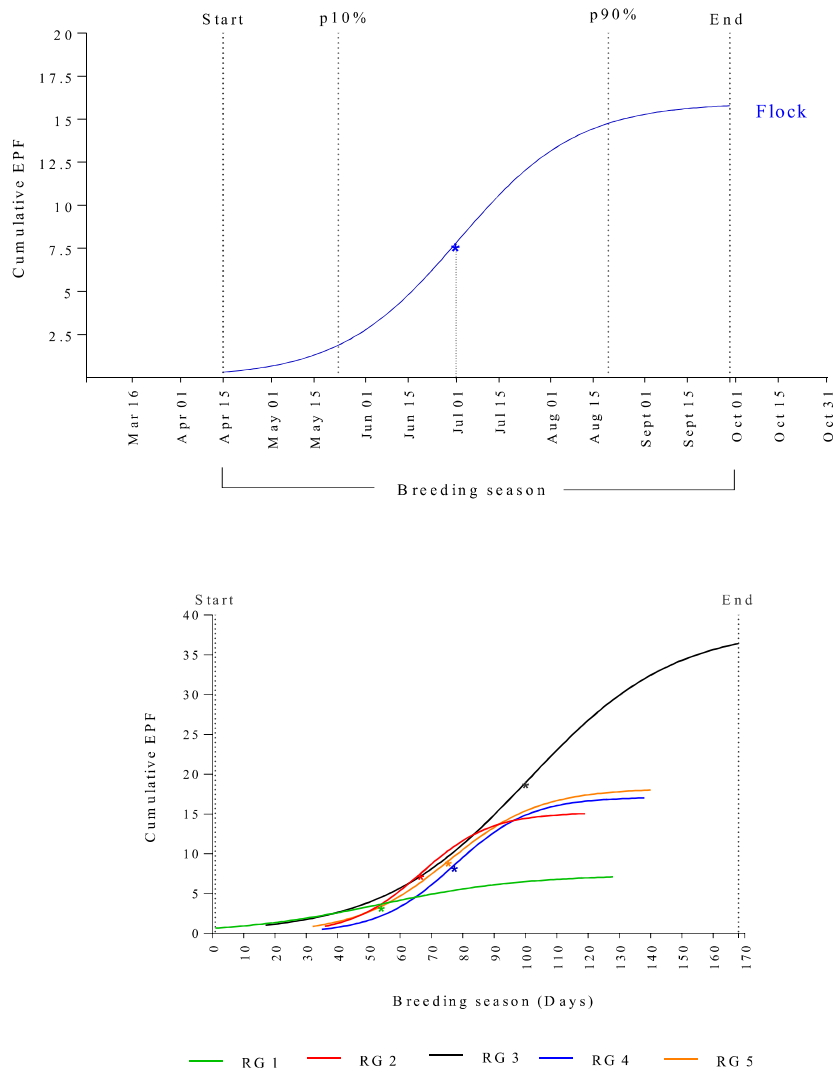 Start p10% p90% End
20
17.5
15
12.5
10
7.5
5
2.5
Cumulative EPF
Flock
*
Mar 16 Apr 01 Apr 15 May 01 May 15 Jun 01 Jun 15 Jul 01 Jul 15 Aug 01 Aug 15 Sept 01 Sept 15 Oct 01 Oct 15 Oct 31
Breeding season
Start End
40
35
30
25
20
15
10
5
0
Cumulative EPF
* * * * *
0 10 20 30 40 50 60 70 80 90 100 110 120 130 140 150 160 170
Breeding season (Days)
RG 1 RG 2 RG 3 RG 4 RG 5